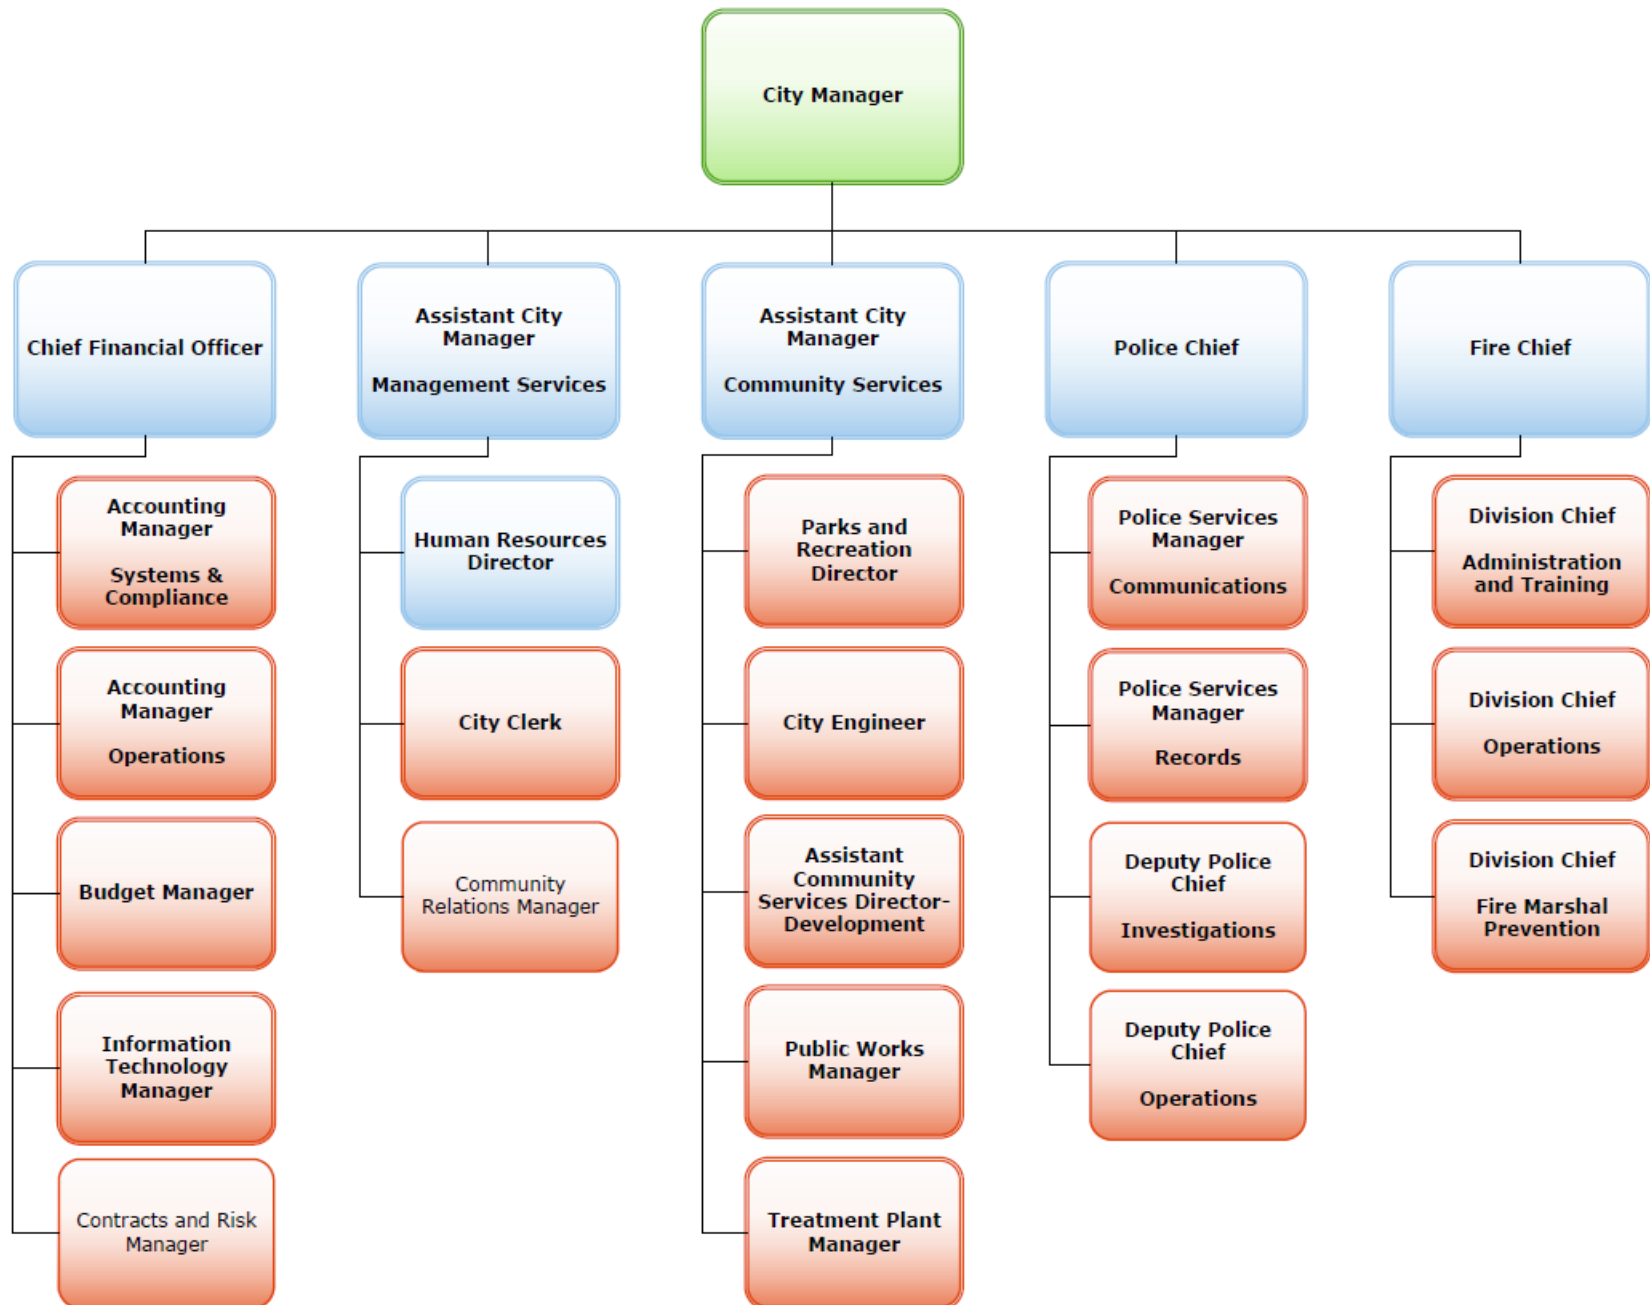 City Manager
Chief Financial Officer
Assistant City
Manager
Management Services
Assistant City
Manager
Community Services
Police Chief
Fire Chief
Accounting
Manager
Systems &
Compliance
Accounting
Manager
Operations
Budget Manager
Information
Technology
Manager
Contracts and Risk
Manager
Human Resources
Director
City Clerk
Community
Relations Manager
Parks and
Recreation
Director
City Engineer
Assistant
Community
Services Director-
Development
Public Works
Manager
Treatment Plant
Manager
Police Services
Manager
Communications
Police Services
Manager
Records
Deputy Police
Chief
Investigations
Deputy Police
Chief
Operations
Division Chief
Administration
and Training
Division Chief
Operations
Division Chief
Fire Marshal
Prevention